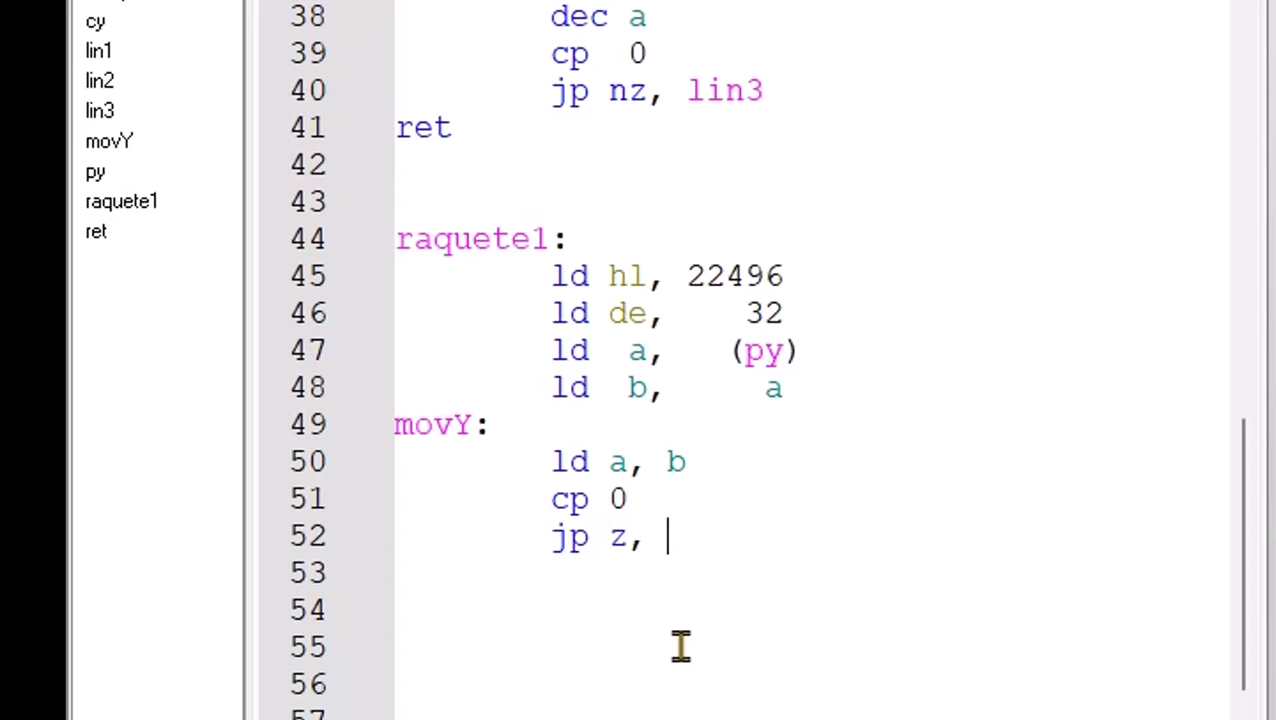 cy
lin1
lin2
lin3
movY
py
raquete1
ret
38 dec a
39 cp 0
40 jp nz, lin3
41 ret
42
43
44 raquete1:
45 ld hl, 22496
46 ld de, 32
47 ld a, (py)
48 ld b, a
49 movY:
50 ld a, b
51 cp 0
52 jp z,
53
54
55
56
57